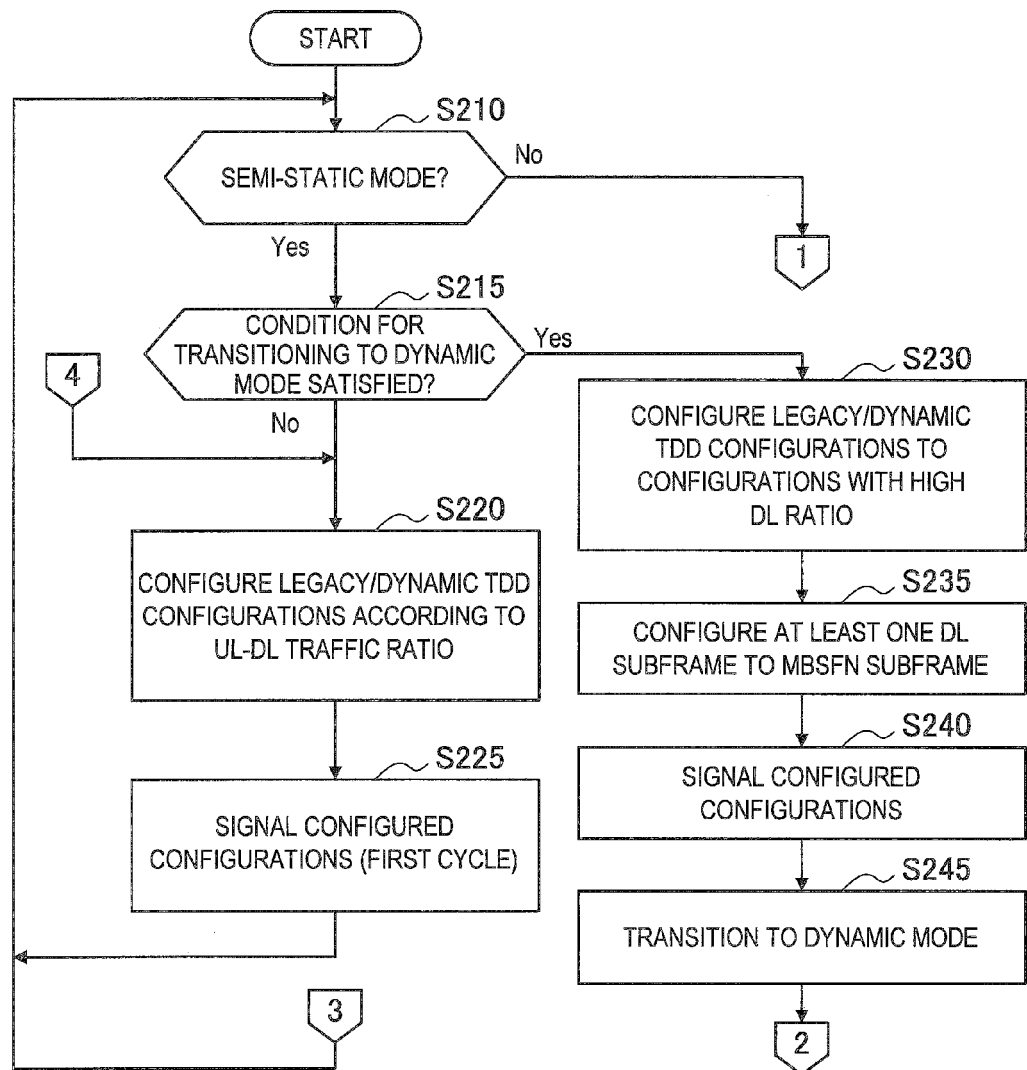 START
S210
SEMI-STATIC MODE?
No
1
Yes
S215
CONDITION FOR
TRANSITIONING TO DYNAMIC
MODE SATISFIED?
Yes
4
No
S220
CONFIGURE LEGACY/DYNAMIC TDD
CONFIGURATIONS ACCORDING TO
UL-DL TRAFFIC RATIO
S225
SIGNAL CONFIGURED
CONFIGURATIONS (FIRST CYCLE)
3
S230
CONFIGURE LEGACY/DYNAMIC
TDD CONFIGURATIONS TO
CONFIGURATIONS WITH HIGH
DL RATIO
S235
CONFIGURE AT LEAST ONE DL
SUBFRAME TO MBSFN SUBFRAME
S240
SIGNAL CONFIGURED
CONFIGURATIONS
S245
TRANSITION TO DYNAMIC MODE
2